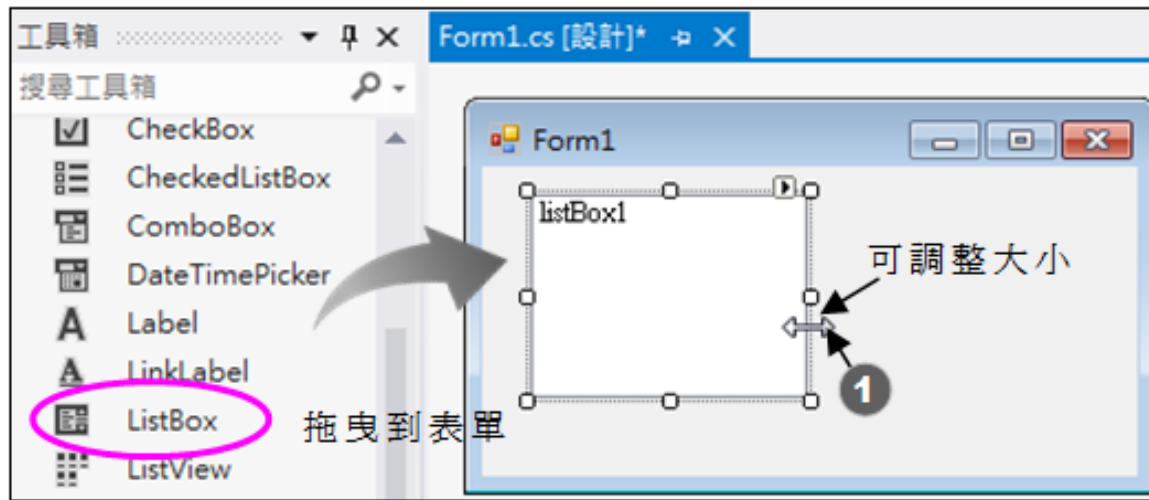 工具箱
Form1.cs [設計]*
搜尋工具箱
CheckBox
CheckedListBox
ComboBox
DateTimePicker
Label
LinkLabel
ListBox
ListView
拖曳到表單
Form1
listBox1
可調整大小
1